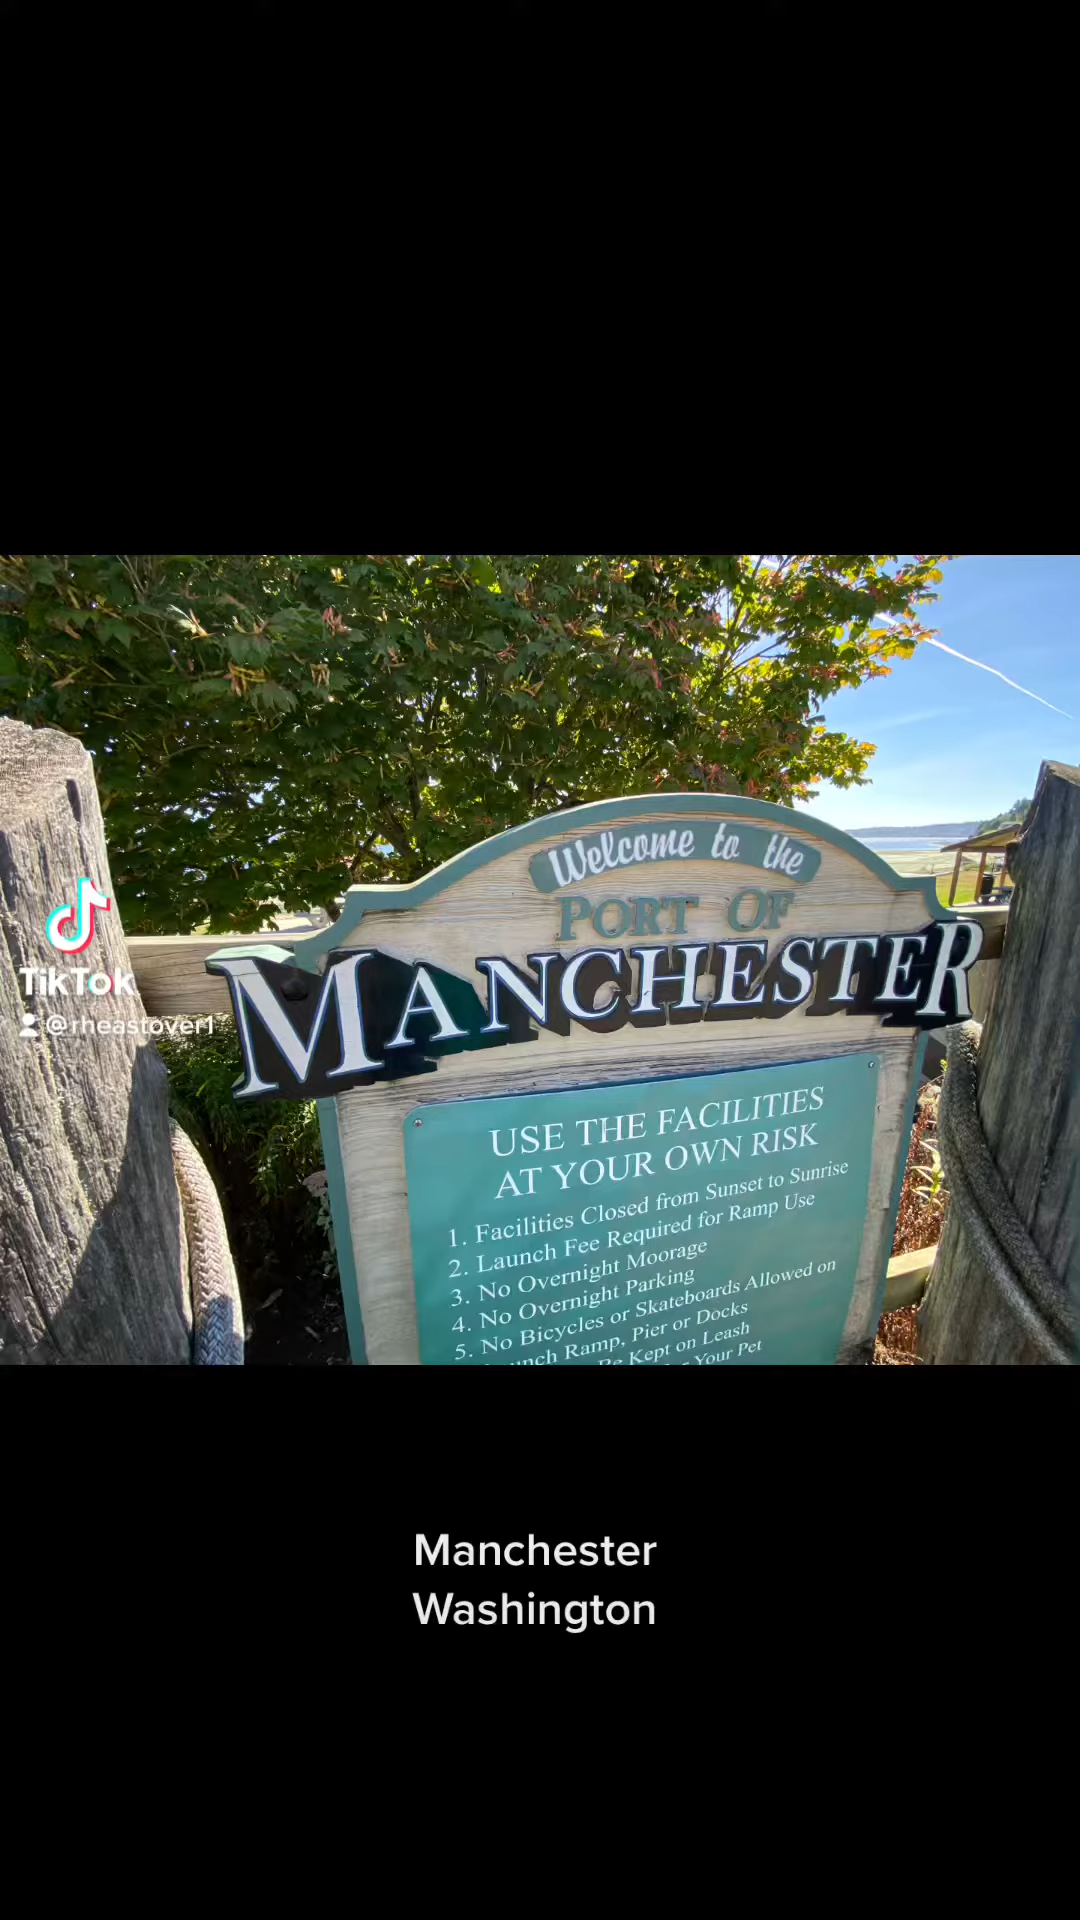 Welcome to the
PORT OF
MANCHESTER
USE THE FACILITIES
AT YOUR OWN RISK
1. Facilities Closed from Sunset to Sunrise
2. Launch Fee Required for Ramp Use
3. No Overnight Moorage
4. No Overnight Parking
5. No Bicycles or Skateboards Allowed on
Ramp, Pier or Docks
Be Kept on Leash
Your Pet
TikTok
@rheastover1
Manchester
Washington